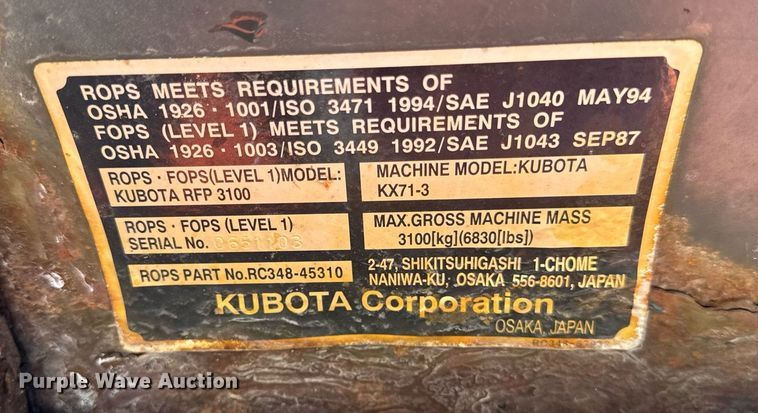 ROPS MEETS REQUIREMENTS OF
OSHA 1926·1001/ISO 3471 1994/SAE J1040 MAY94
FOPS (LEVEL 1) MEETS REQUIREMENTS OF
OSHA 1926·1003/ISO 3449 1992/SAE J1043 SEP87
ROPS·FOPS(LEVEL 1)MODEL:
KUBOTA RFP 3100
MACHINE MODEL:KUBOTA
KX71-3
ROPS·FOPS (LEVEL 1)
SERIAL No.
MAX.GROSS MACHINE MASS
3100[kg](6830[lbs])
ROPS PART No.RC348-45310
2-47, SHIKITSUHIGASHI 1-CHOME
NANIWA-KU, OSAKA 556-8601, JAPAN
KUBOTA Corporation
OSAKA, JAPAN
Purple Wave Auction